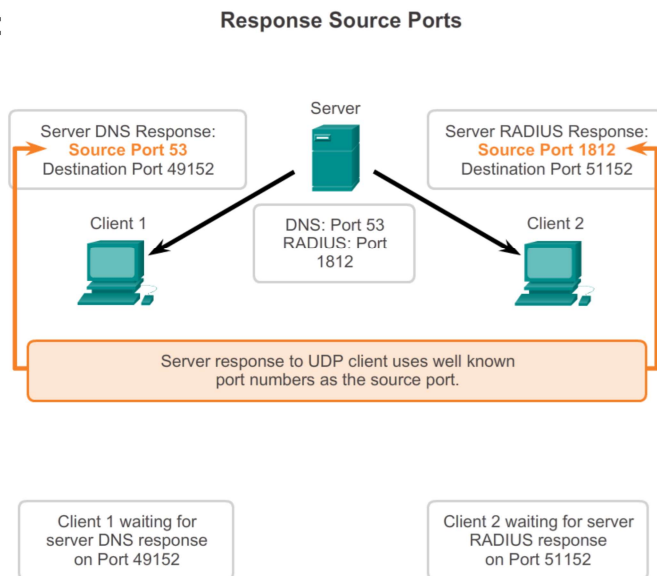 Response Source Ports
Server
Server DNS Response:
Source Port 53
Destination Port 49152
Server RADIUS Response:
Source Port 1812
Destination Port 51152
Client 1
DNS: Port 53
RADIUS: Port
1812
Client 2
Server response to UDP client uses well known
port numbers as the source port.
Client 1 waiting for
server DNS response
on Port 49152
Client 2 waiting for server
RADIUS response
on Port 51152